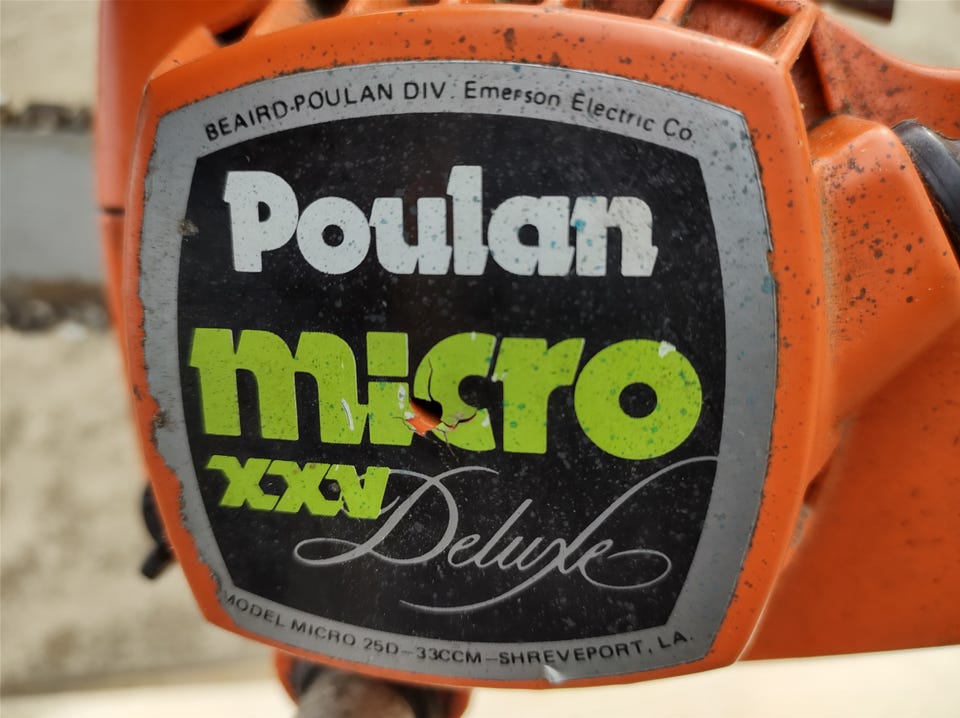 BEAIRD-POULAN DIV. Emerson Electric Co.
Poulan
micro
XXV Deluxe
MODEL MICRO 25D-33CCM-SHREVEPORT, LA.